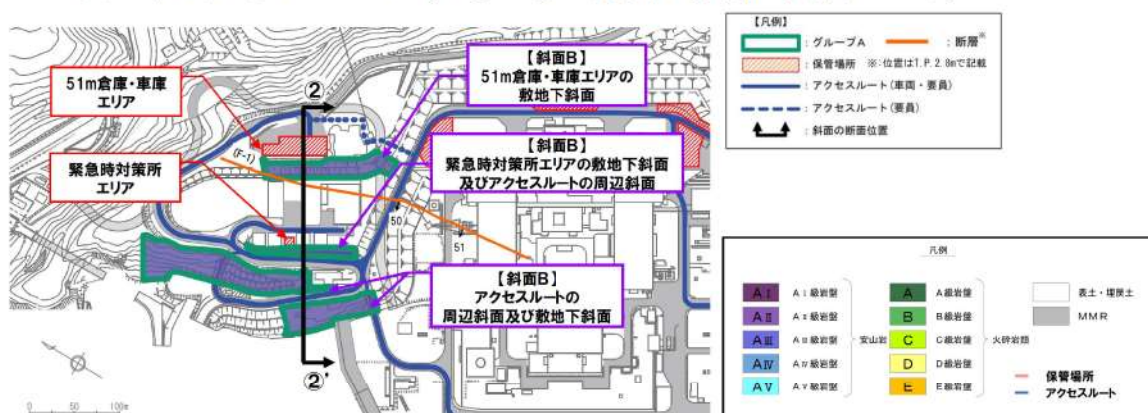 51m倉庫・車庫
エリア
緊急時対策所
エリア
②
(F-1)
【斜面B】
51m倉庫・車庫エリアの
敷地下斜面
【斜面B】
緊急時対策所エリアの敷地下斜面
及びアクセスルートの周辺斜面
50
51
【斜面B】
アクセスルートの
周辺斜面及び敷地下斜面
②'
0 50 100m
【凡例】
：グループA ：断層※
：保管場所 ※:位置はT.P.2.8mで記載
：アクセスルート(車両・要員)
：アクセスルート(要員)
：斜面の断面位置
凡例
AⅠ AⅠ級岩盤
AⅡ AⅡ級岩盤
AⅢ AⅢ級岩盤
AⅣ AⅣ級岩盤
AⅤ AⅤ級岩盤
安山岩
A A級岩盤
B B級岩盤
C C級岩盤
D D級岩盤
E E級岩盤
火砕岩類
表土・埋戻土
MMR
保管場所
アクセスルート